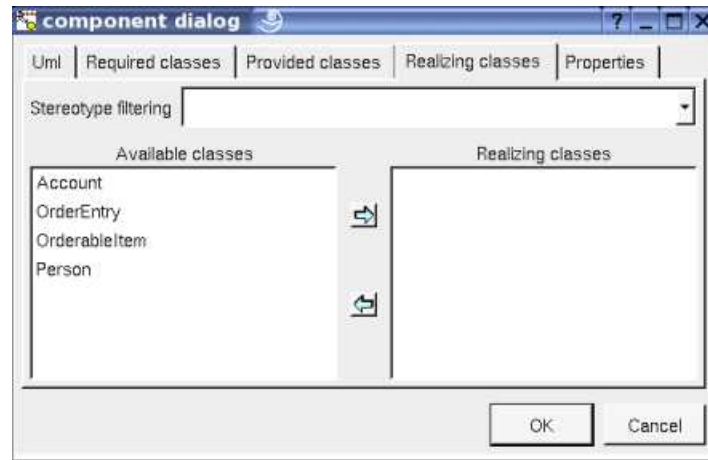 component dialog ?
Uml Required classes Provided classes Realizing classes Properties
Stereotype filtering
Available classes Realizing classes
Account
OrderEntry
OrderableItem
Person
OK Cancel